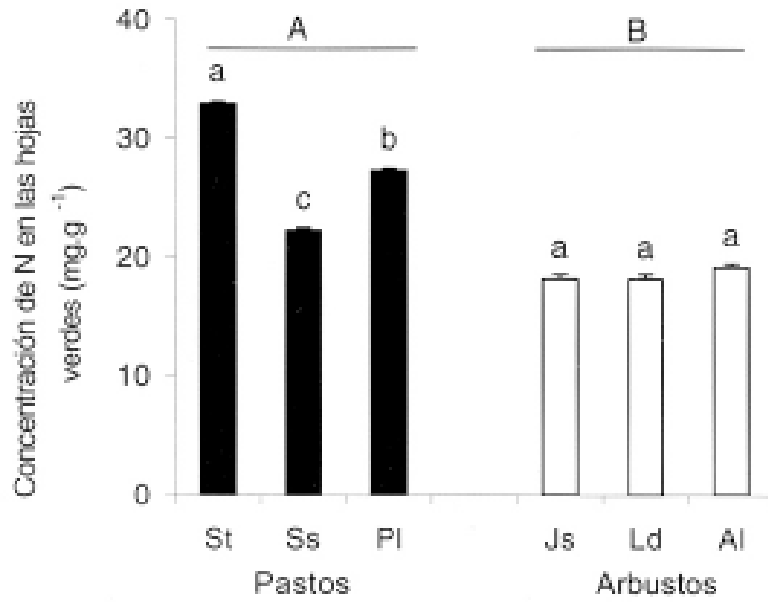 Concentración de N en las hojas
verdes (mg.g -1)
40
30
20
10
0
A
B
a
c
b
a
a
a
St
Ss
Pl
Js
Ld
Al
Pastos
Arbustos